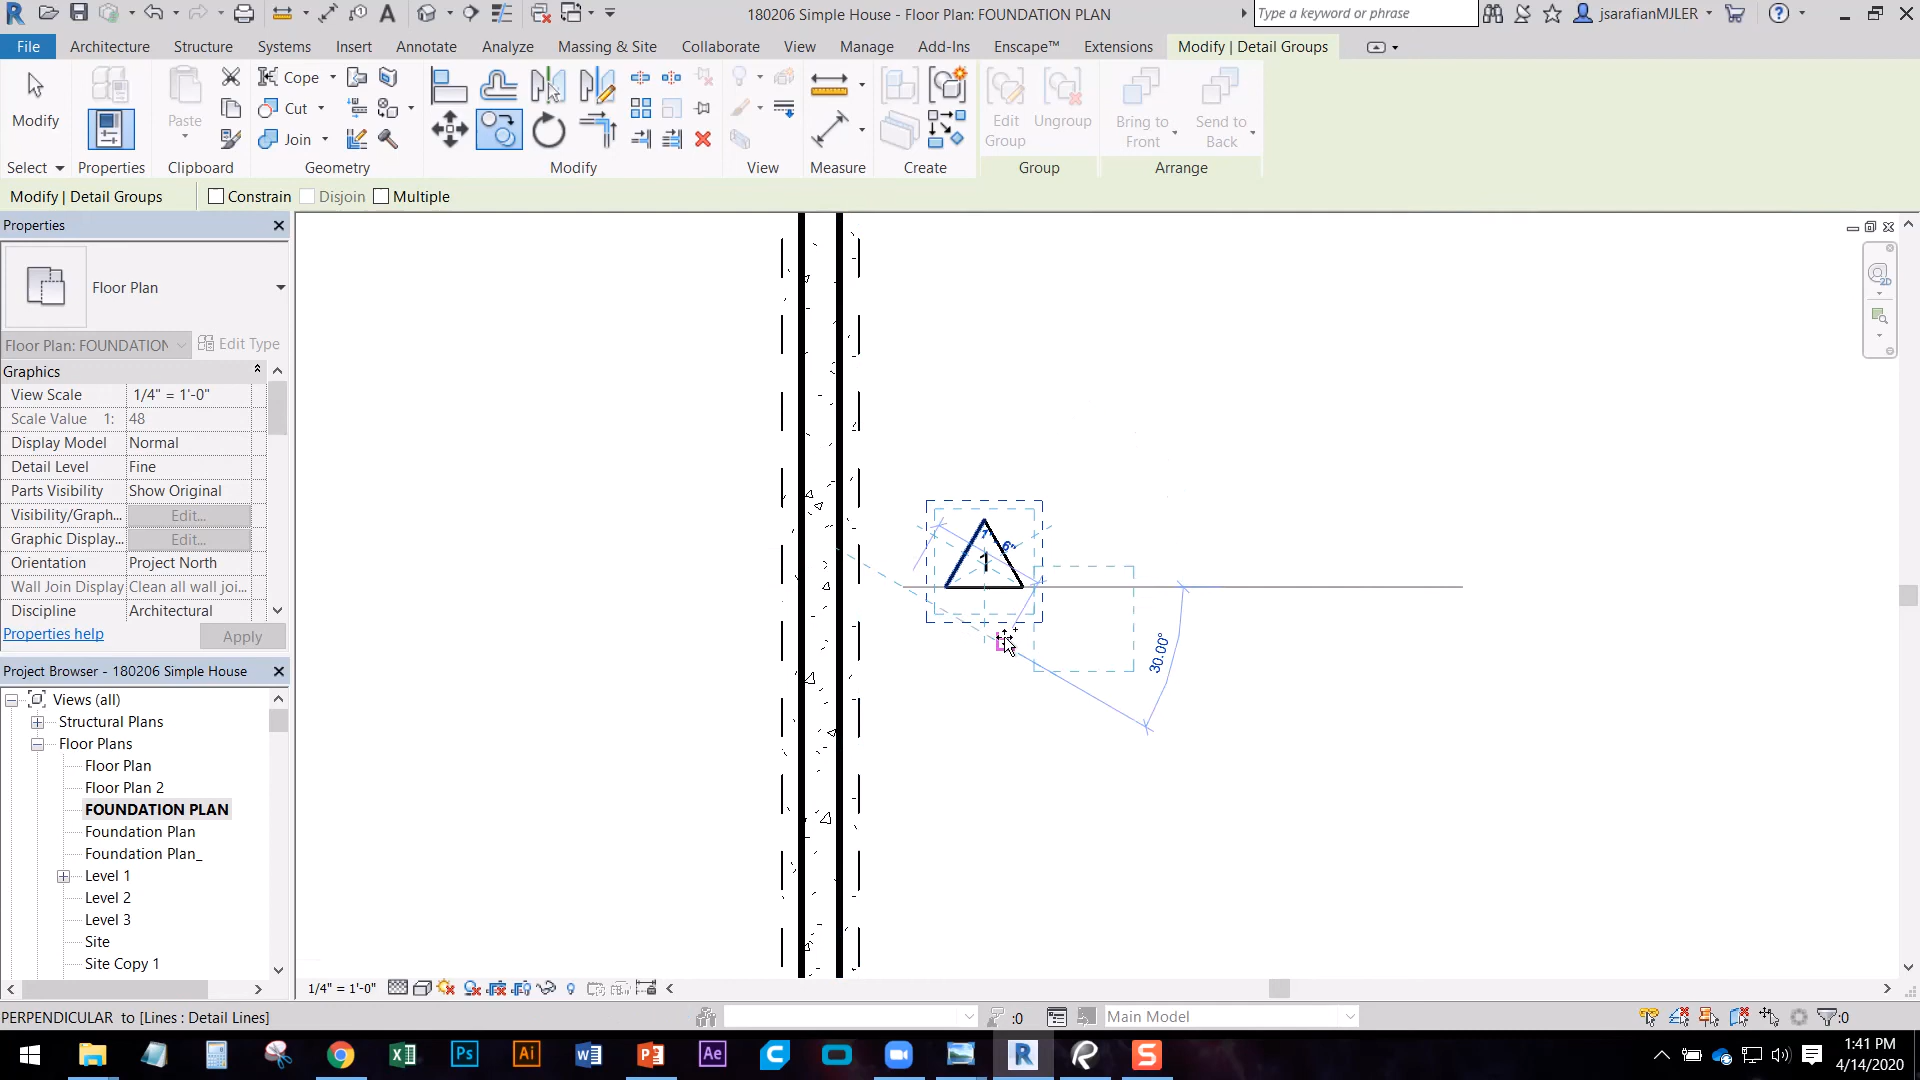 180206 Simple House - Floor Plan: FOUNDATION PLAN
Type a keyword or phrase
jsarafianMJLER
File Architecture Structure Systems Insert Annotate Analyze Massing & Site Collaborate View Manage Add-Ins Enscape™ Extensions Modify | Detail Groups
Modify
Paste
Cope
Cut
Join
Edit Group
Ungroup
Bring to Front
Send to Back
Select Properties Clipboard Geometry Modify View Measure Create Group Arrange
Modify | Detail Groups Constrain Disjoin Multiple
Properties
Floor Plan
Floor Plan: FOUNDATION Edit Type
Graphics
View Scale 1/4" = 1'-0"
Scale Value 1: 48
Display Model Normal
Detail Level Fine
Parts Visibility Show Original
Visibility/Graph... Edit...
Graphic Display... Edit...
Orientation Project North
Wall Join Display Clean all wall joi...
Discipline Architectural
Properties help Apply
Project Browser - 180206 Simple House
Views (all)
Structural Plans
Floor Plans
Floor Plan
Floor Plan 2
FOUNDATION PLAN
Foundation Plan
Foundation Plan_
Level 1
Level 2
Level 3
Site
Site Copy 1
1
30.00°
1/4" = 1'-0"
PERPENDICULAR to [Lines : Detail Lines]
:0
Main Model
:0
1:41 PM
4/14/2020